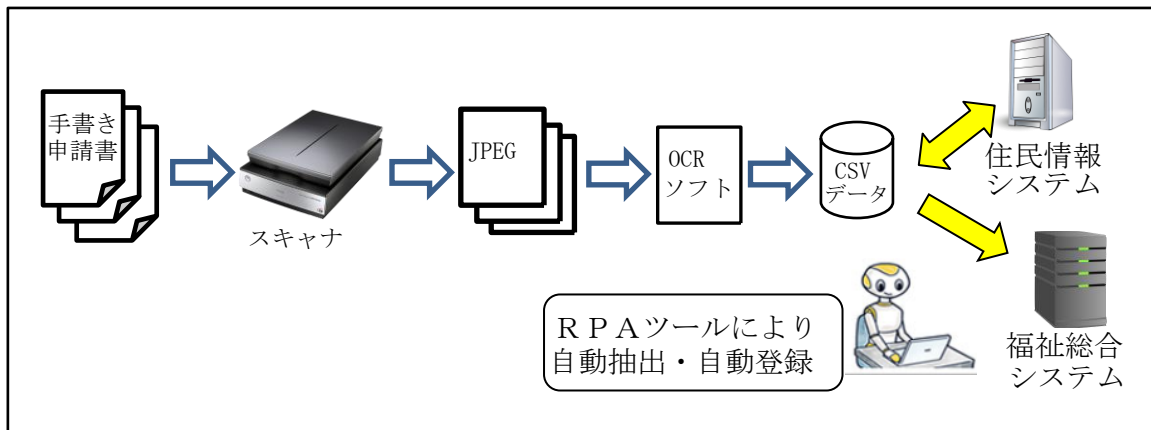 手書き
申請書
スキャナ
JPEG
OCR
ソフト
CSV
データ
住民情報
システム
ＲＰＡツールにより
自動抽出・自動登録
福祉総合
システム